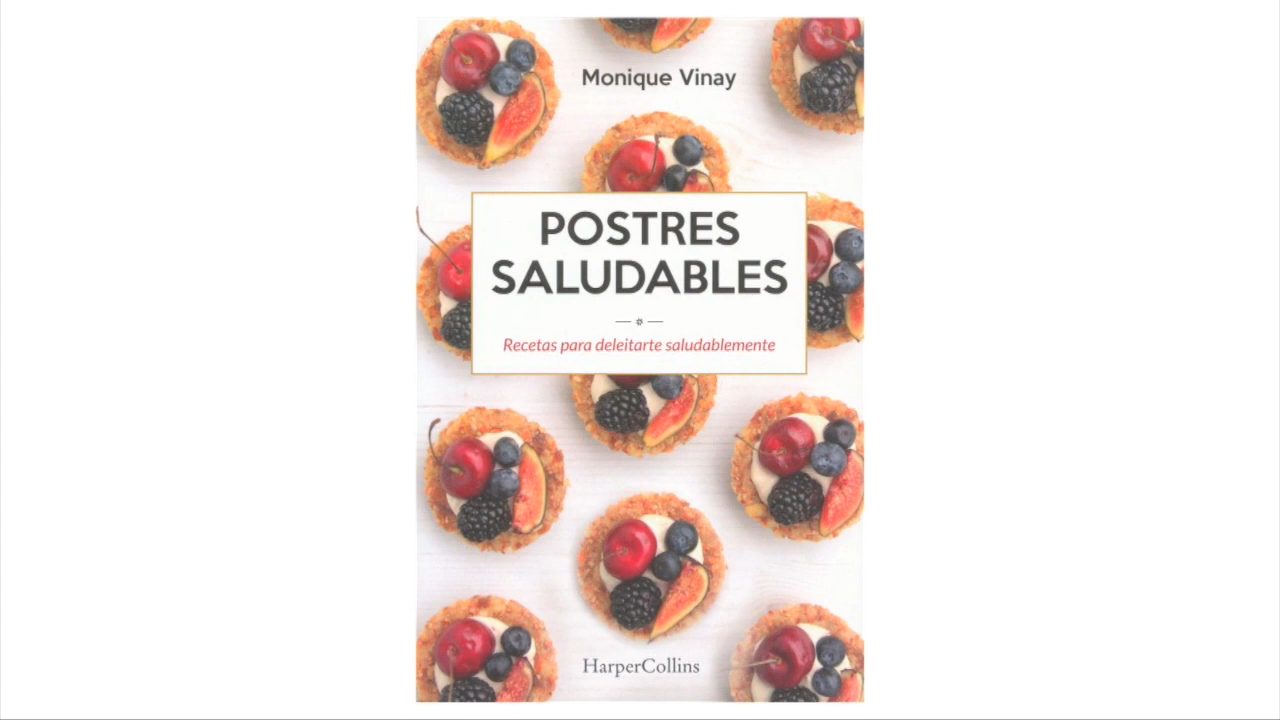 Monique Vinay
POSTRES
SALUDABLES
Recetas para deleitarte saludablemente
HarperCollins